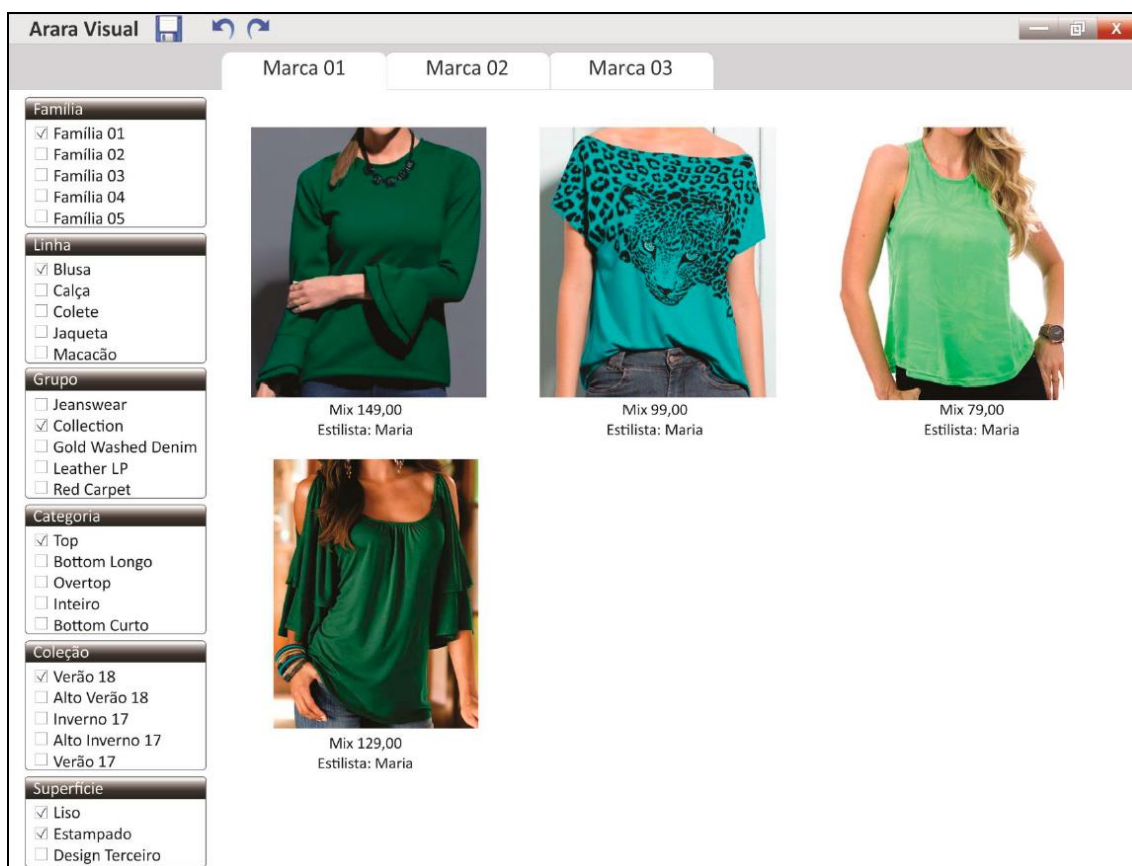 Arara Visual
X
Marca 01
Marca 02
Marca 03
Família
Família 01
Família 02
Família 03
Família 04
Família 05
Linha
Blusa
Calça
Colete
Jaqueta
Macacão
Grupo
Jeanswear
Collection
Gold Washed Denim
Leather LP
Red Carpet
Categoria
Top
Bottom Longo
Overtop
Inteiro
Bottom Curto
Coleção
Verão 18
Alto Verão 18
Inverno 17
Alto Inverno 17
Verão 17
Superfície
Liso
Estampado
Design Terceiro
Mix 149,00
Estilista: Maria
Mix 99,00
Estilista: Maria
Mix 79,00
Estilista: Maria
Mix 129,00
Estilista: Maria